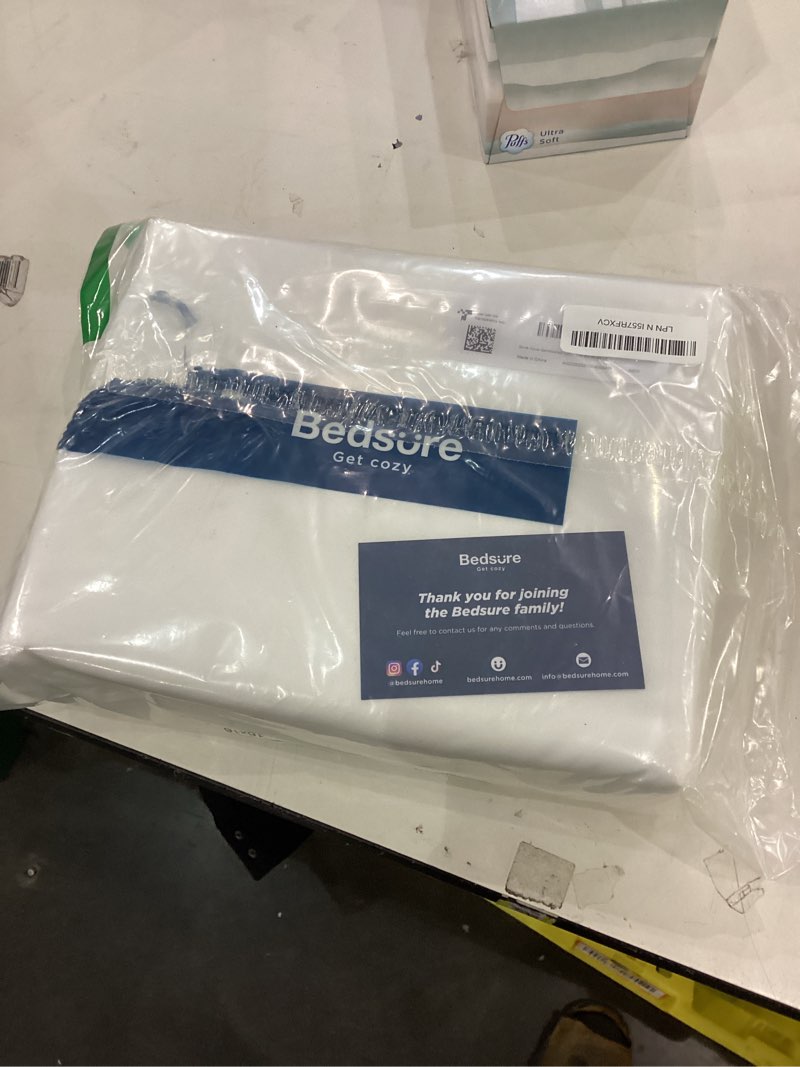 Puffs
Ultra
Soft
LPN N I557RFXCV
Made in China
Bedsure
Get cozy
Bedsure
Get cozy
Thank you for joining
the Bedsure family!
Feel free to contact us for any comments and questions.
@bedsurehome
bedsurehome.com
info@bedsurehome.com